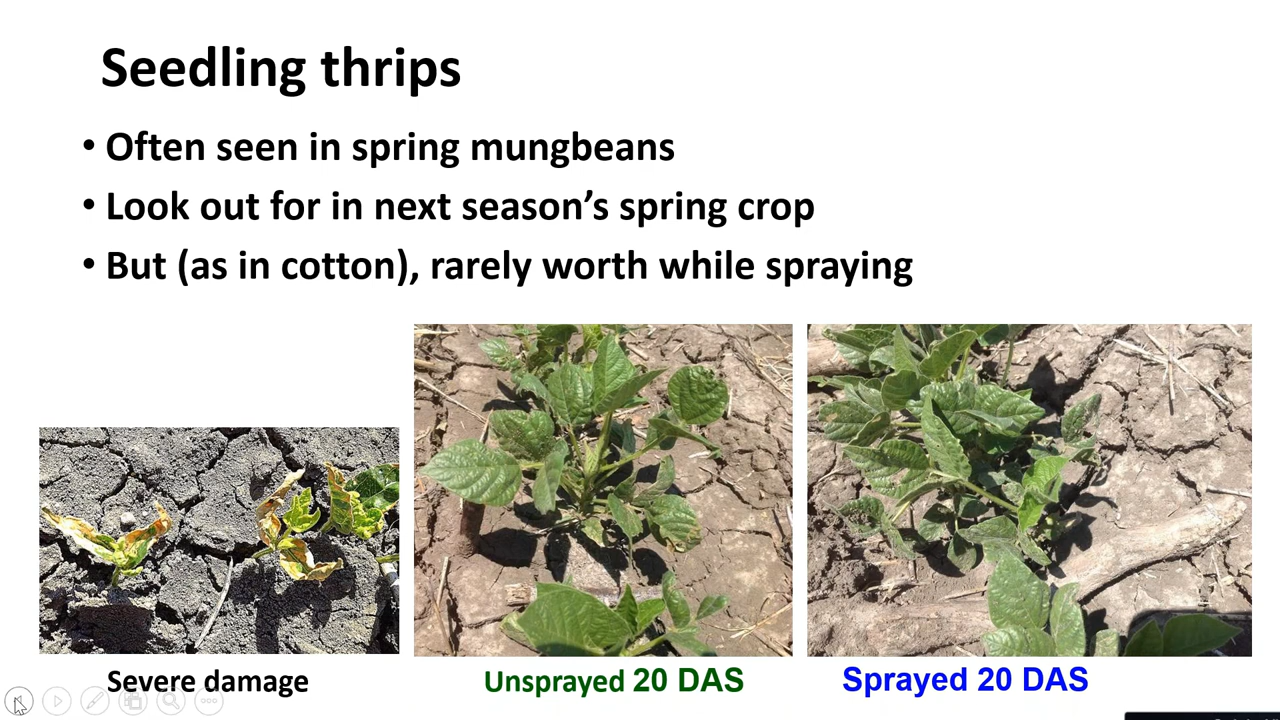 Seedling thrips
• Often seen in spring mungbeans
• Look out for in next season’s spring crop
• But (as in cotton), rarely worth while spraying
Severe damage
Unsprayed 20 DAS
Sprayed 20 DAS